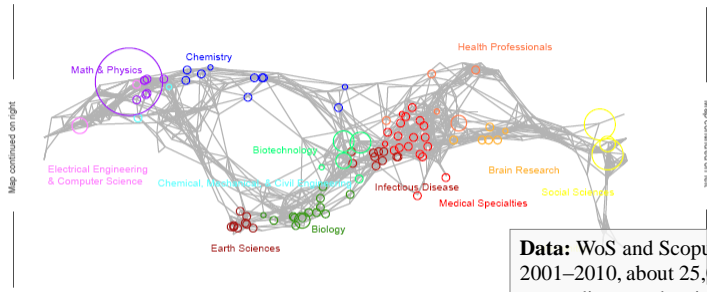 Health Professionals
Chemistry
Math & Physics
Map continued on right
Biotechnology
Electrical Engineering
& Computer Science
Chemical, Mechanical, & Civil Engineering
Brain Research
Infectious Disease
Social Sciences
Medical Specialties
Biology
Earth Sciences
Data: WoS and Scopu
2001–2010, about 25,